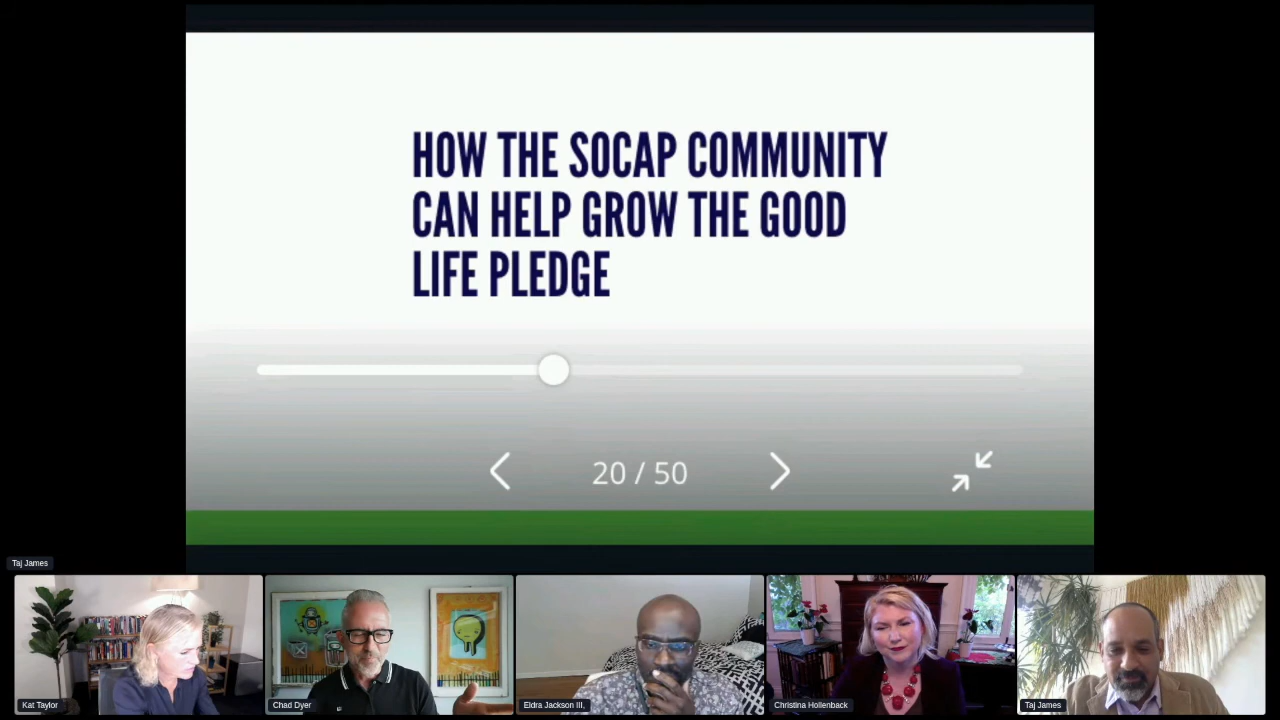 HOW THE SOCAP COMMUNITY
CAN HELP GROW THE GOOD
LIFE PLEDGE
20 / 50
Taj James
Kat Taylor
Chad Dyer
Eldra Jackson III.
Christina Hollenback
Taj James